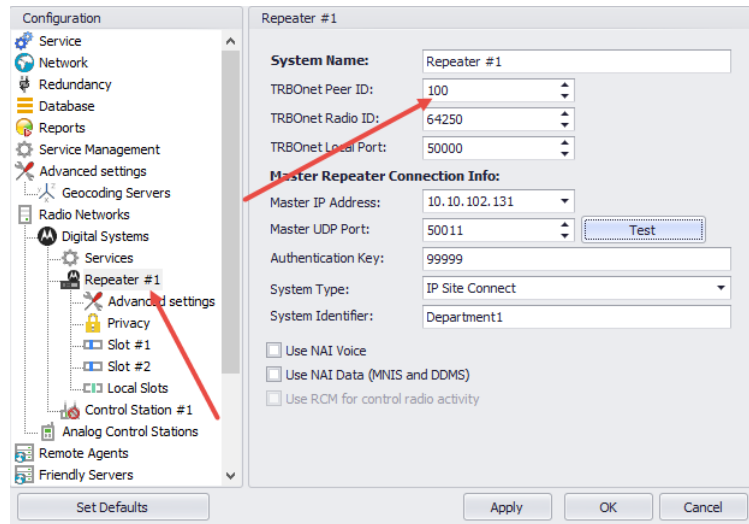 Configuration
Service
Network
Redundancy
Database
Reports
Service Management
Advanced settings
Geocoding Servers
Radio Networks
Digital Systems
Services
Repeater #1
Advanced settings
Privacy
Slot #1
Slot #2
Local Slots
Control Station #1
Analog Control Stations
Remote Agents
Friendly Servers
Set Defaults
Repeater #1
System Name: Repeater #1
TRBOnet Peer ID: 100
TRBOnet Radio ID: 64250
TRBOnet Local Port: 50000
Master Repeater Connection Info:
Master IP Address: 10.10.102.131
Master UDP Port: 50011 Test
Authentication Key: 99999
System Type: IP Site Connect
System Identifier: Department1
Use NAI Voice
Use NAI Data (MNIS and DDMS)
Use RCM for control radio activity
Apply OK Cancel